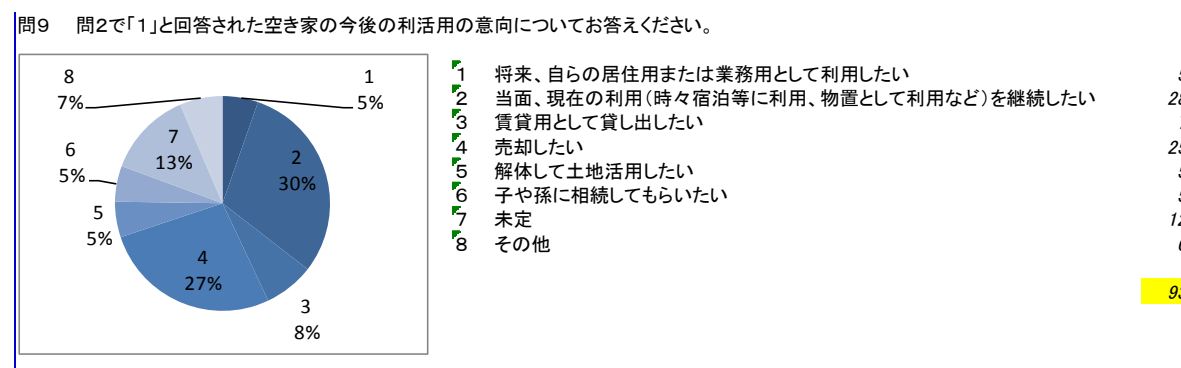 問9 問2で「1」と回答された空き家の今後の利活用の意向についてお答えください。
8
7%
1
5%
7
13%
2
30%
6
5%
5
5%
4
27%
3
8%
1 将来、自らの居住用または業務用として利用したい
2 当面、現在の利用（時々宿泊等に利用、物置として利用など）を継続したい
3 賃貸用として貸し出したい
4 売却したい
5 解体して土地活用したい
6 子や孫に相続してもらいたい
7 未定
8 その他